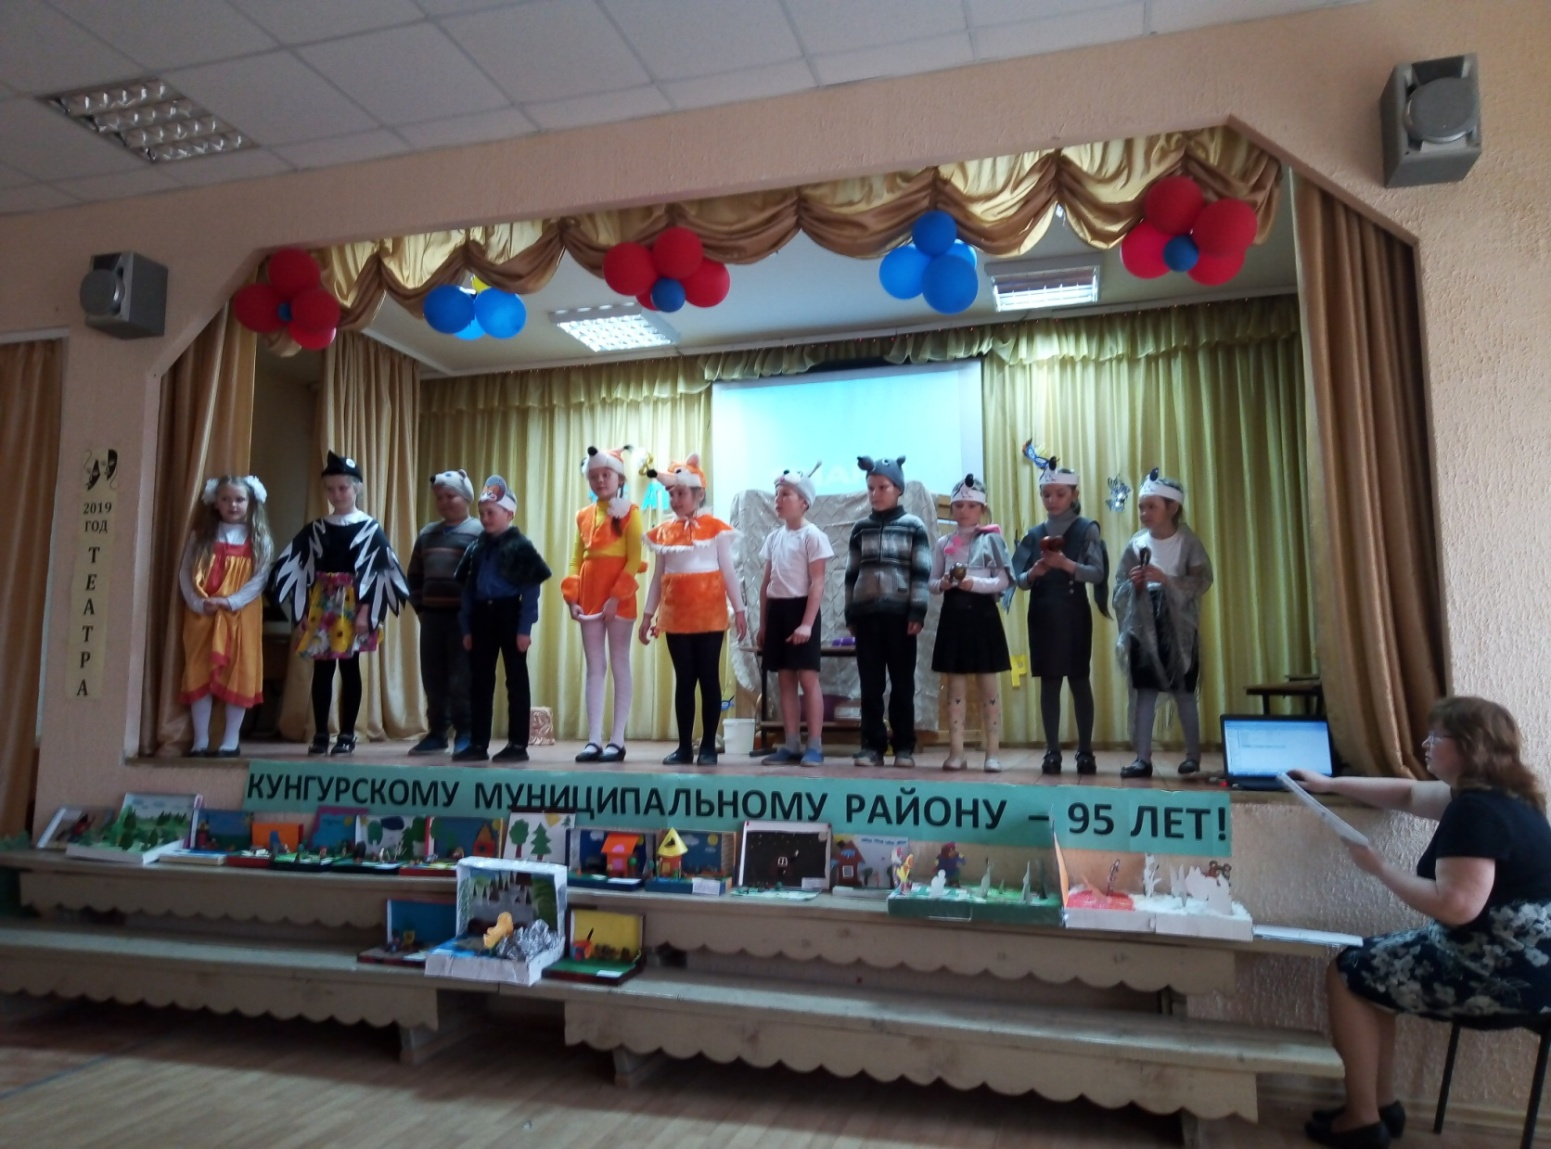 2019
ГОД
ТЕАТРА
КУНГУРСКОМУ МУНИЦИПАЛЬНОМУ РАЙОНУ – 95 ЛЕТ!